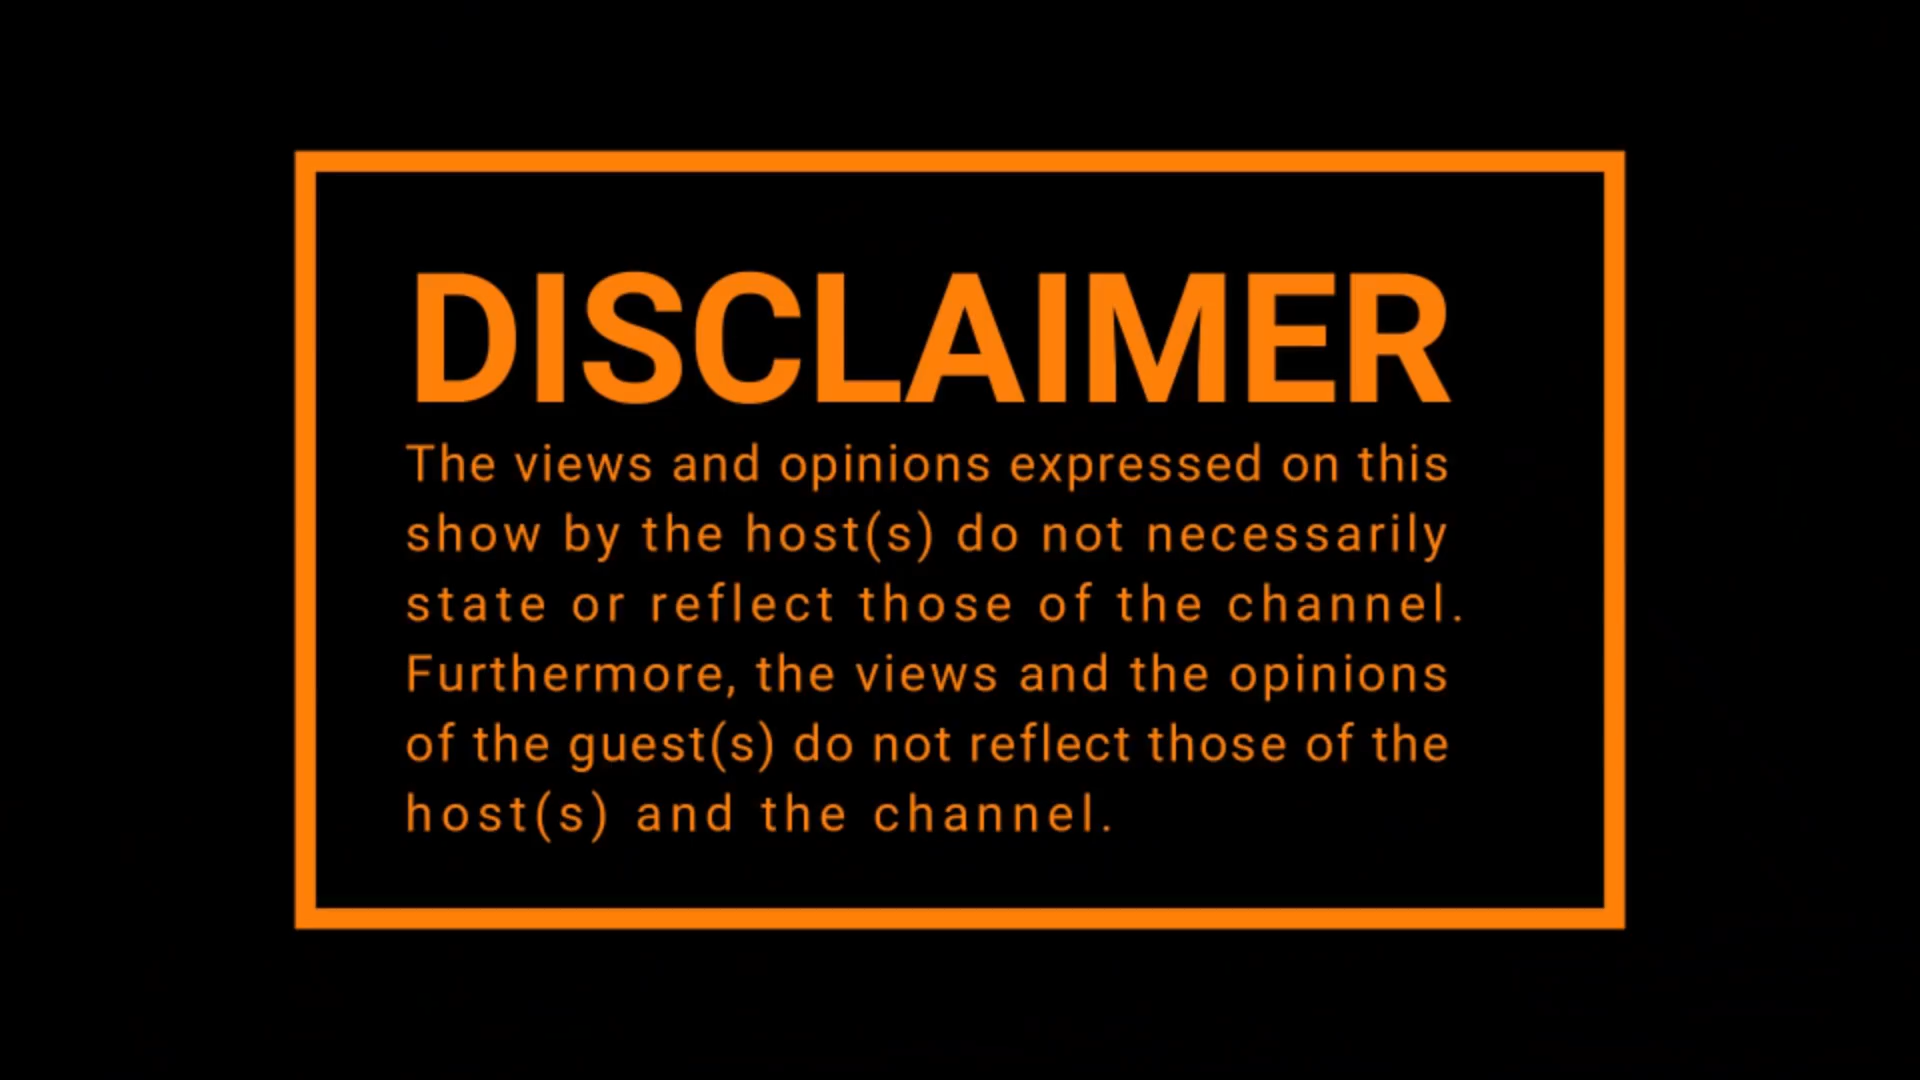 DISCLAIMER
The views and opinions expressed on this
show by the host(s) do not necessarily
state or reflect those of the channel.
Furthermore, the views and the opinions
of the guest(s) do not reflect those of the
host(s) and the channel.